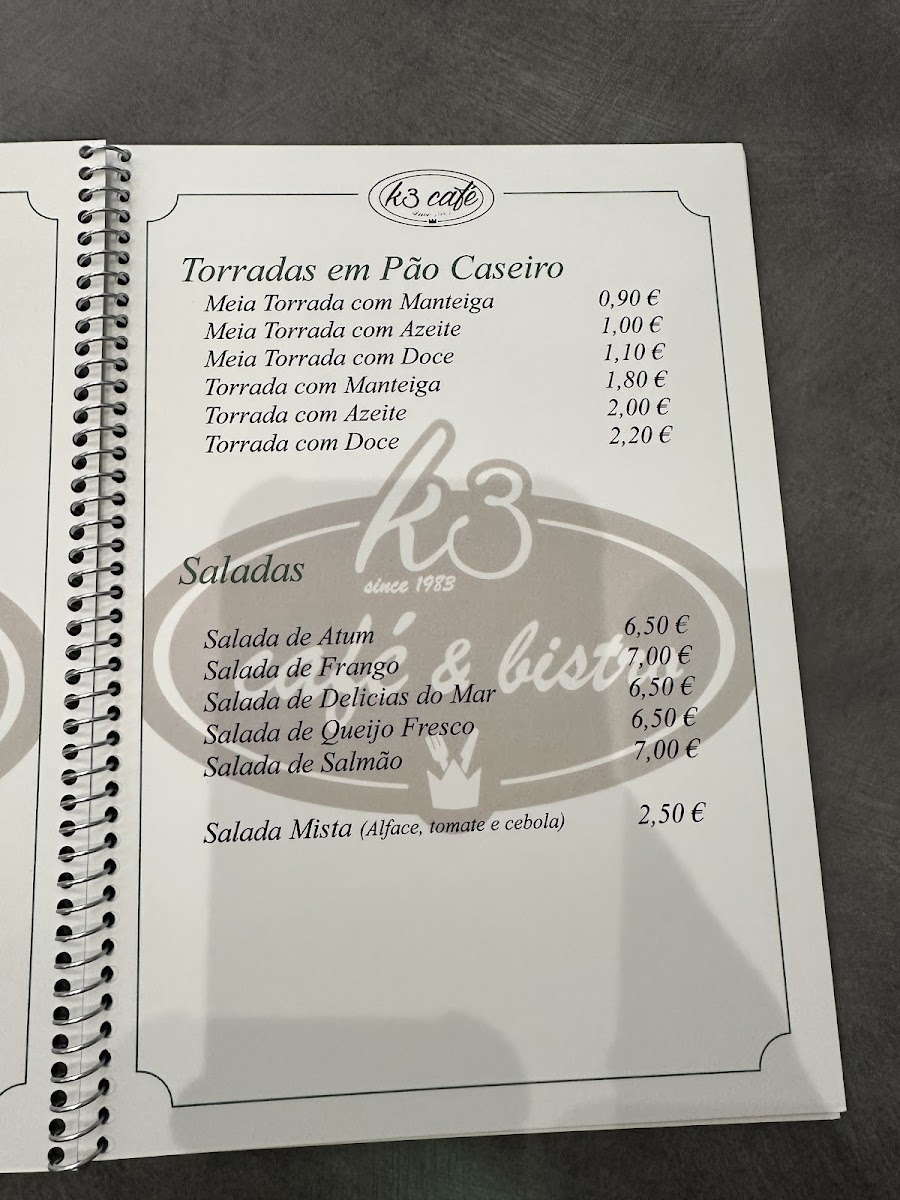 k3 café
Torradas em Pão Caseiro
Meia Torrada com Manteiga 0,90 €
Meia Torrada com Azeite 1,00 €
Meia Torrada com Doce 1,10 €
Torrada com Manteiga 1,80 €
Torrada com Azeite 2,00 €
Torrada com Doce 2,20 €
k3
since 1983
café & bistro
Saladas
Salada de Atum 6,50 €
Salada de Frango 7,00 €
Salada de Delicias do Mar 6,50 €
Salada de Queijo Fresco 6,50 €
Salada de Salmão 7,00 €
Salada Mista (Alface, tomate e cebola) 2,50 €